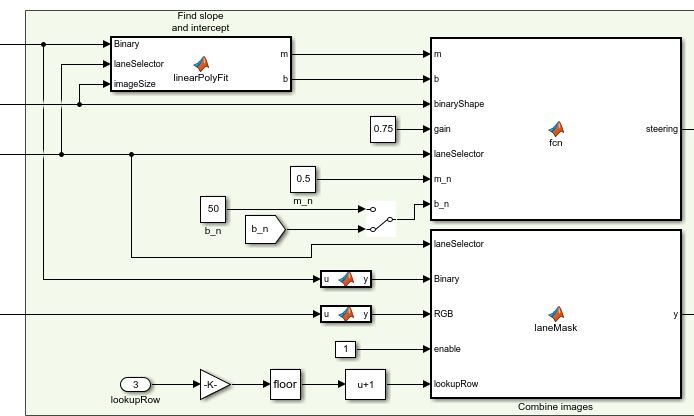 Find slope
and intercept
Binary
laneSelector
imageSize
linearPolyFit
m
b
m
b
binaryShape
gain
laneSelector
m_n
b_n
fcn
steering
0.75
0.5
m_n
50
b_n
b_n
laneSelector
Binary
RGB
enable
lookupRow
laneMask
y
u
y
u
y
1
3
lookupRow
-K-
floor
u+1
Combine images